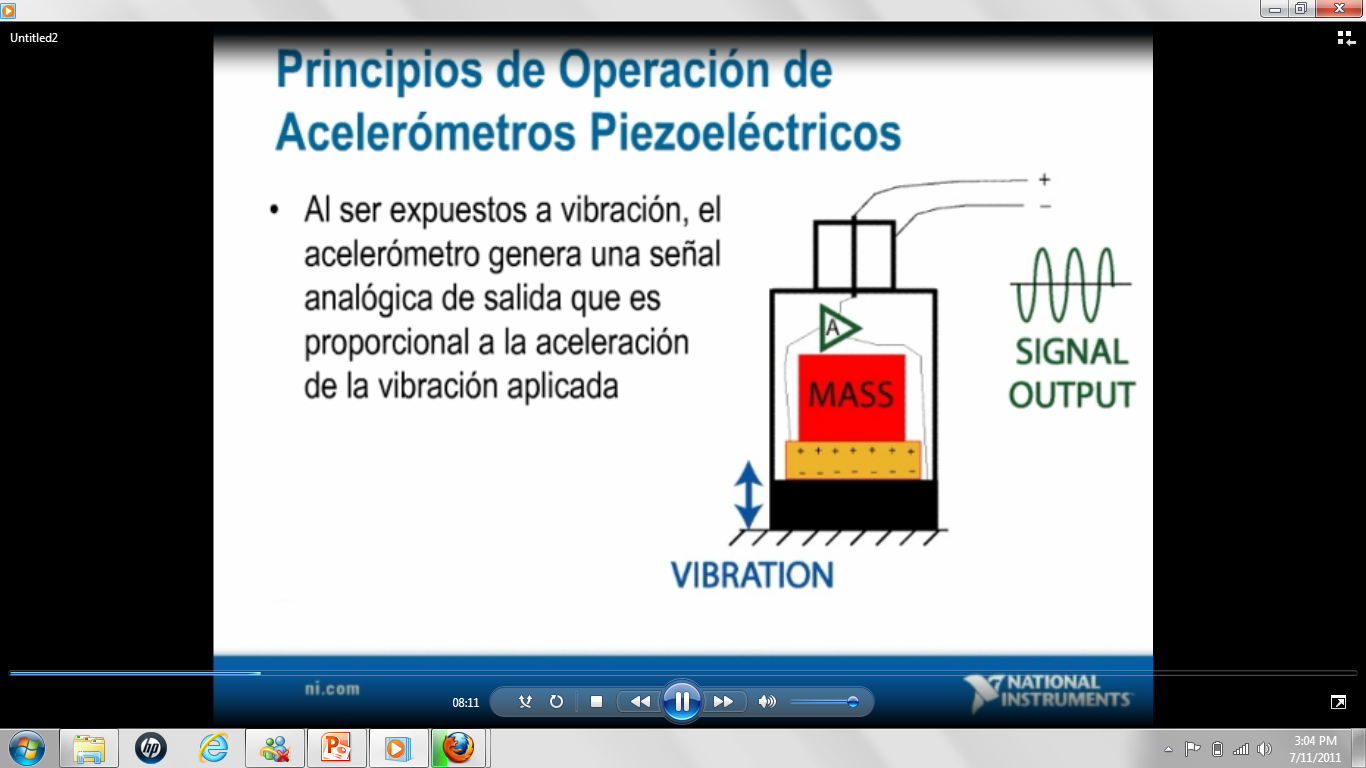 Untitled2
Principios de Operación de
Acelerómetros Piezoeléctricos
• Al ser expuestos a vibración, el
acelerómetro genera una señal
analógica de salida que es
proporcional a la aceleración
de la vibración aplicada
+
−
A
MASS
+ + + + + + +
− − − − − − −
SIGNAL
OUTPUT
VIBRATION
ni.com
NATIONAL
INSTRUMENTS
08:11
hp
3:04 PM
7/11/2011